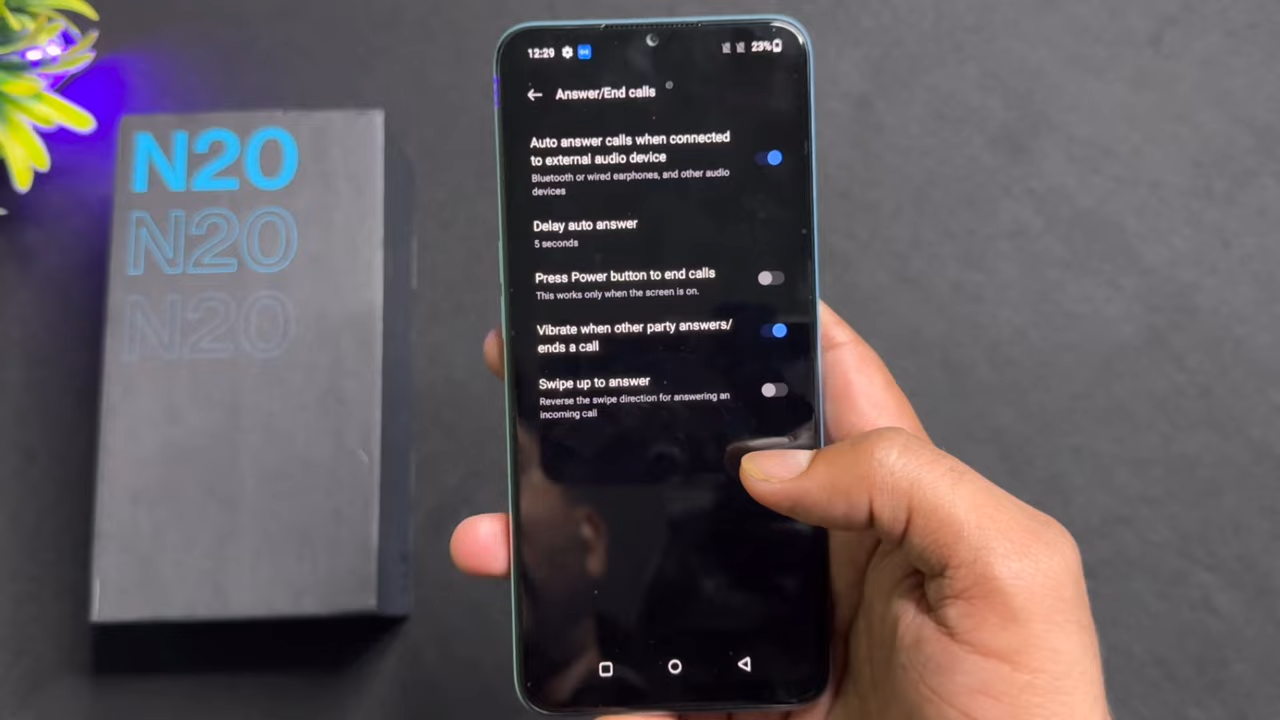 N20
N20
N20
12:29
23%
Answer/End calls
Auto answer calls when connected
to external audio device
Bluetooth or wired earphones, and other audio
devices
Delay auto answer
5 seconds
Press Power button to end calls
This works only when the screen is on.
Vibrate when other party answers/
ends a call
Swipe up to answer
Reverse the swipe direction for answering an
incoming call